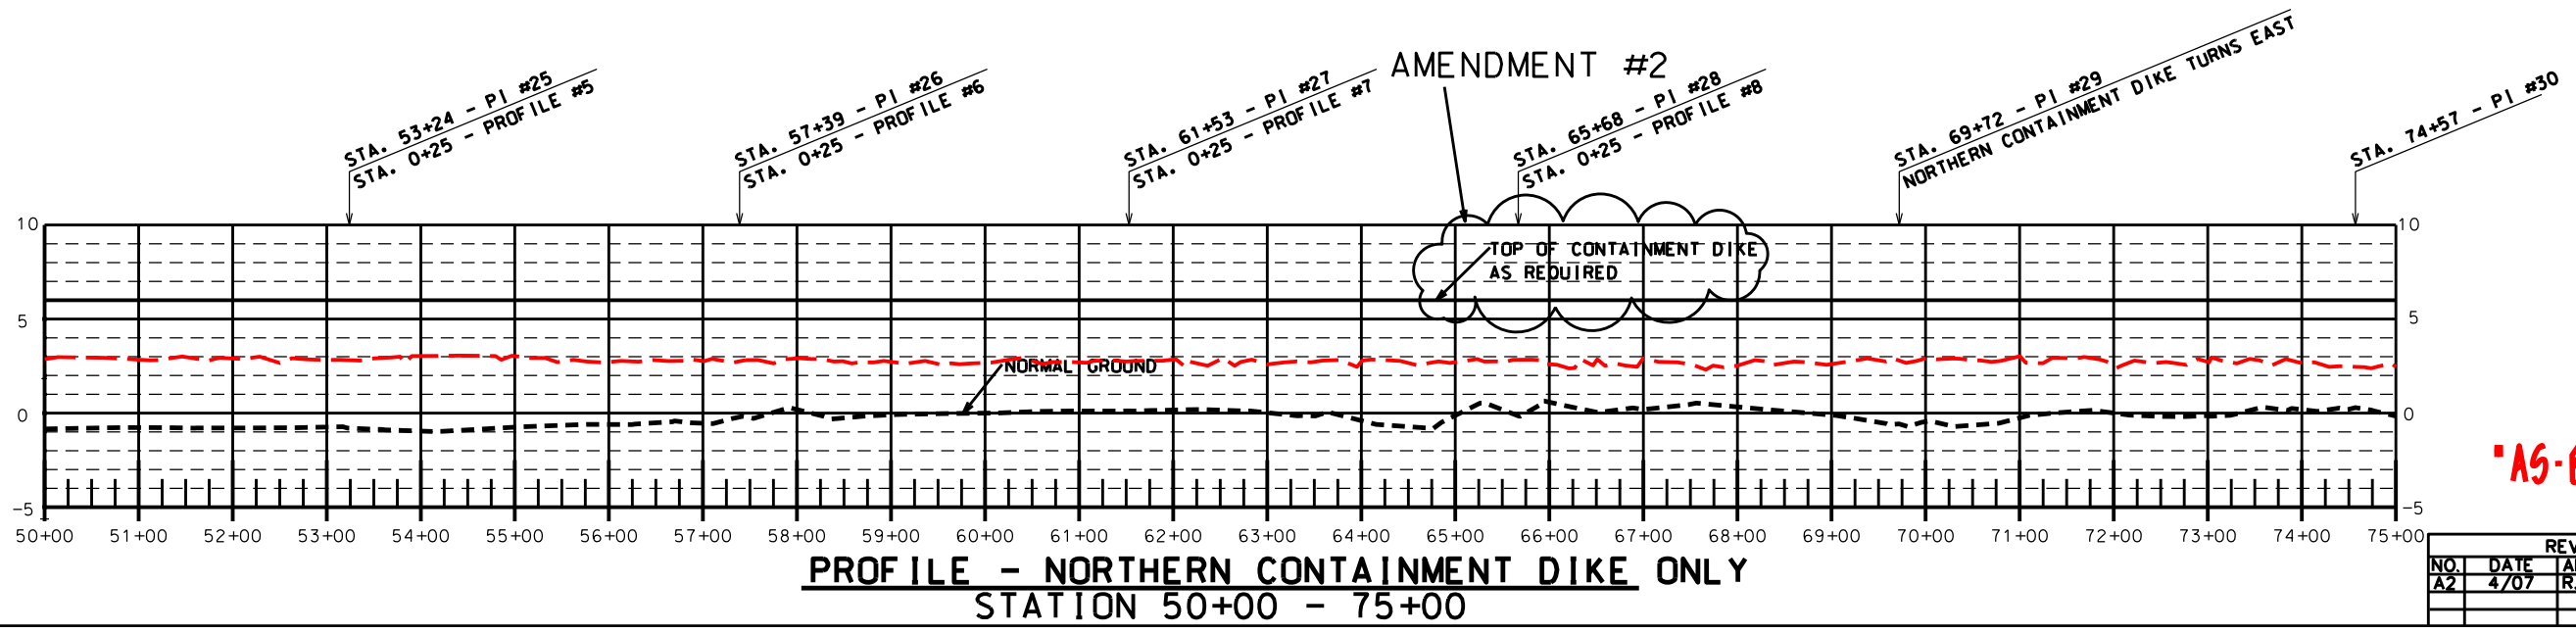 AMENDMENT #2
STA. 53+24 - PI #25
STA. 0+25 - PROFILE #5
STA. 57+39 - PI #26
STA. 0+25 - PROFILE #6
STA. 61+53 - PI #27
STA. 0+25 - PROFILE #7
STA. 65+68 - PI #28
STA. 0+25 - PROFILE #8
STA. 69+72 - PI #29
NORTHERN CONTAINMENT DIKE TURNS EAST
STA. 74+57 - PI #30
10 10
TOP OF CONTAINMENT DIKE
AS REQUIRED
5 5
NORMAL GROUND
0 0
"AS-
-5 -5
50+00 51+00 52+00 53+00 54+00 55+00 56+00 57+00 58+00 59+00 60+00 61+00 62+00 63+00 64+00 65+00 66+00 67+00 68+00 69+00 70+00 71+00 72+00 73+00 74+00 75+00
PROFILE - NORTHERN CONTAINMENT DIKE ONLY
STATION 50+00 - 75+00
REV
NO. DATE
A2 4/07 R.